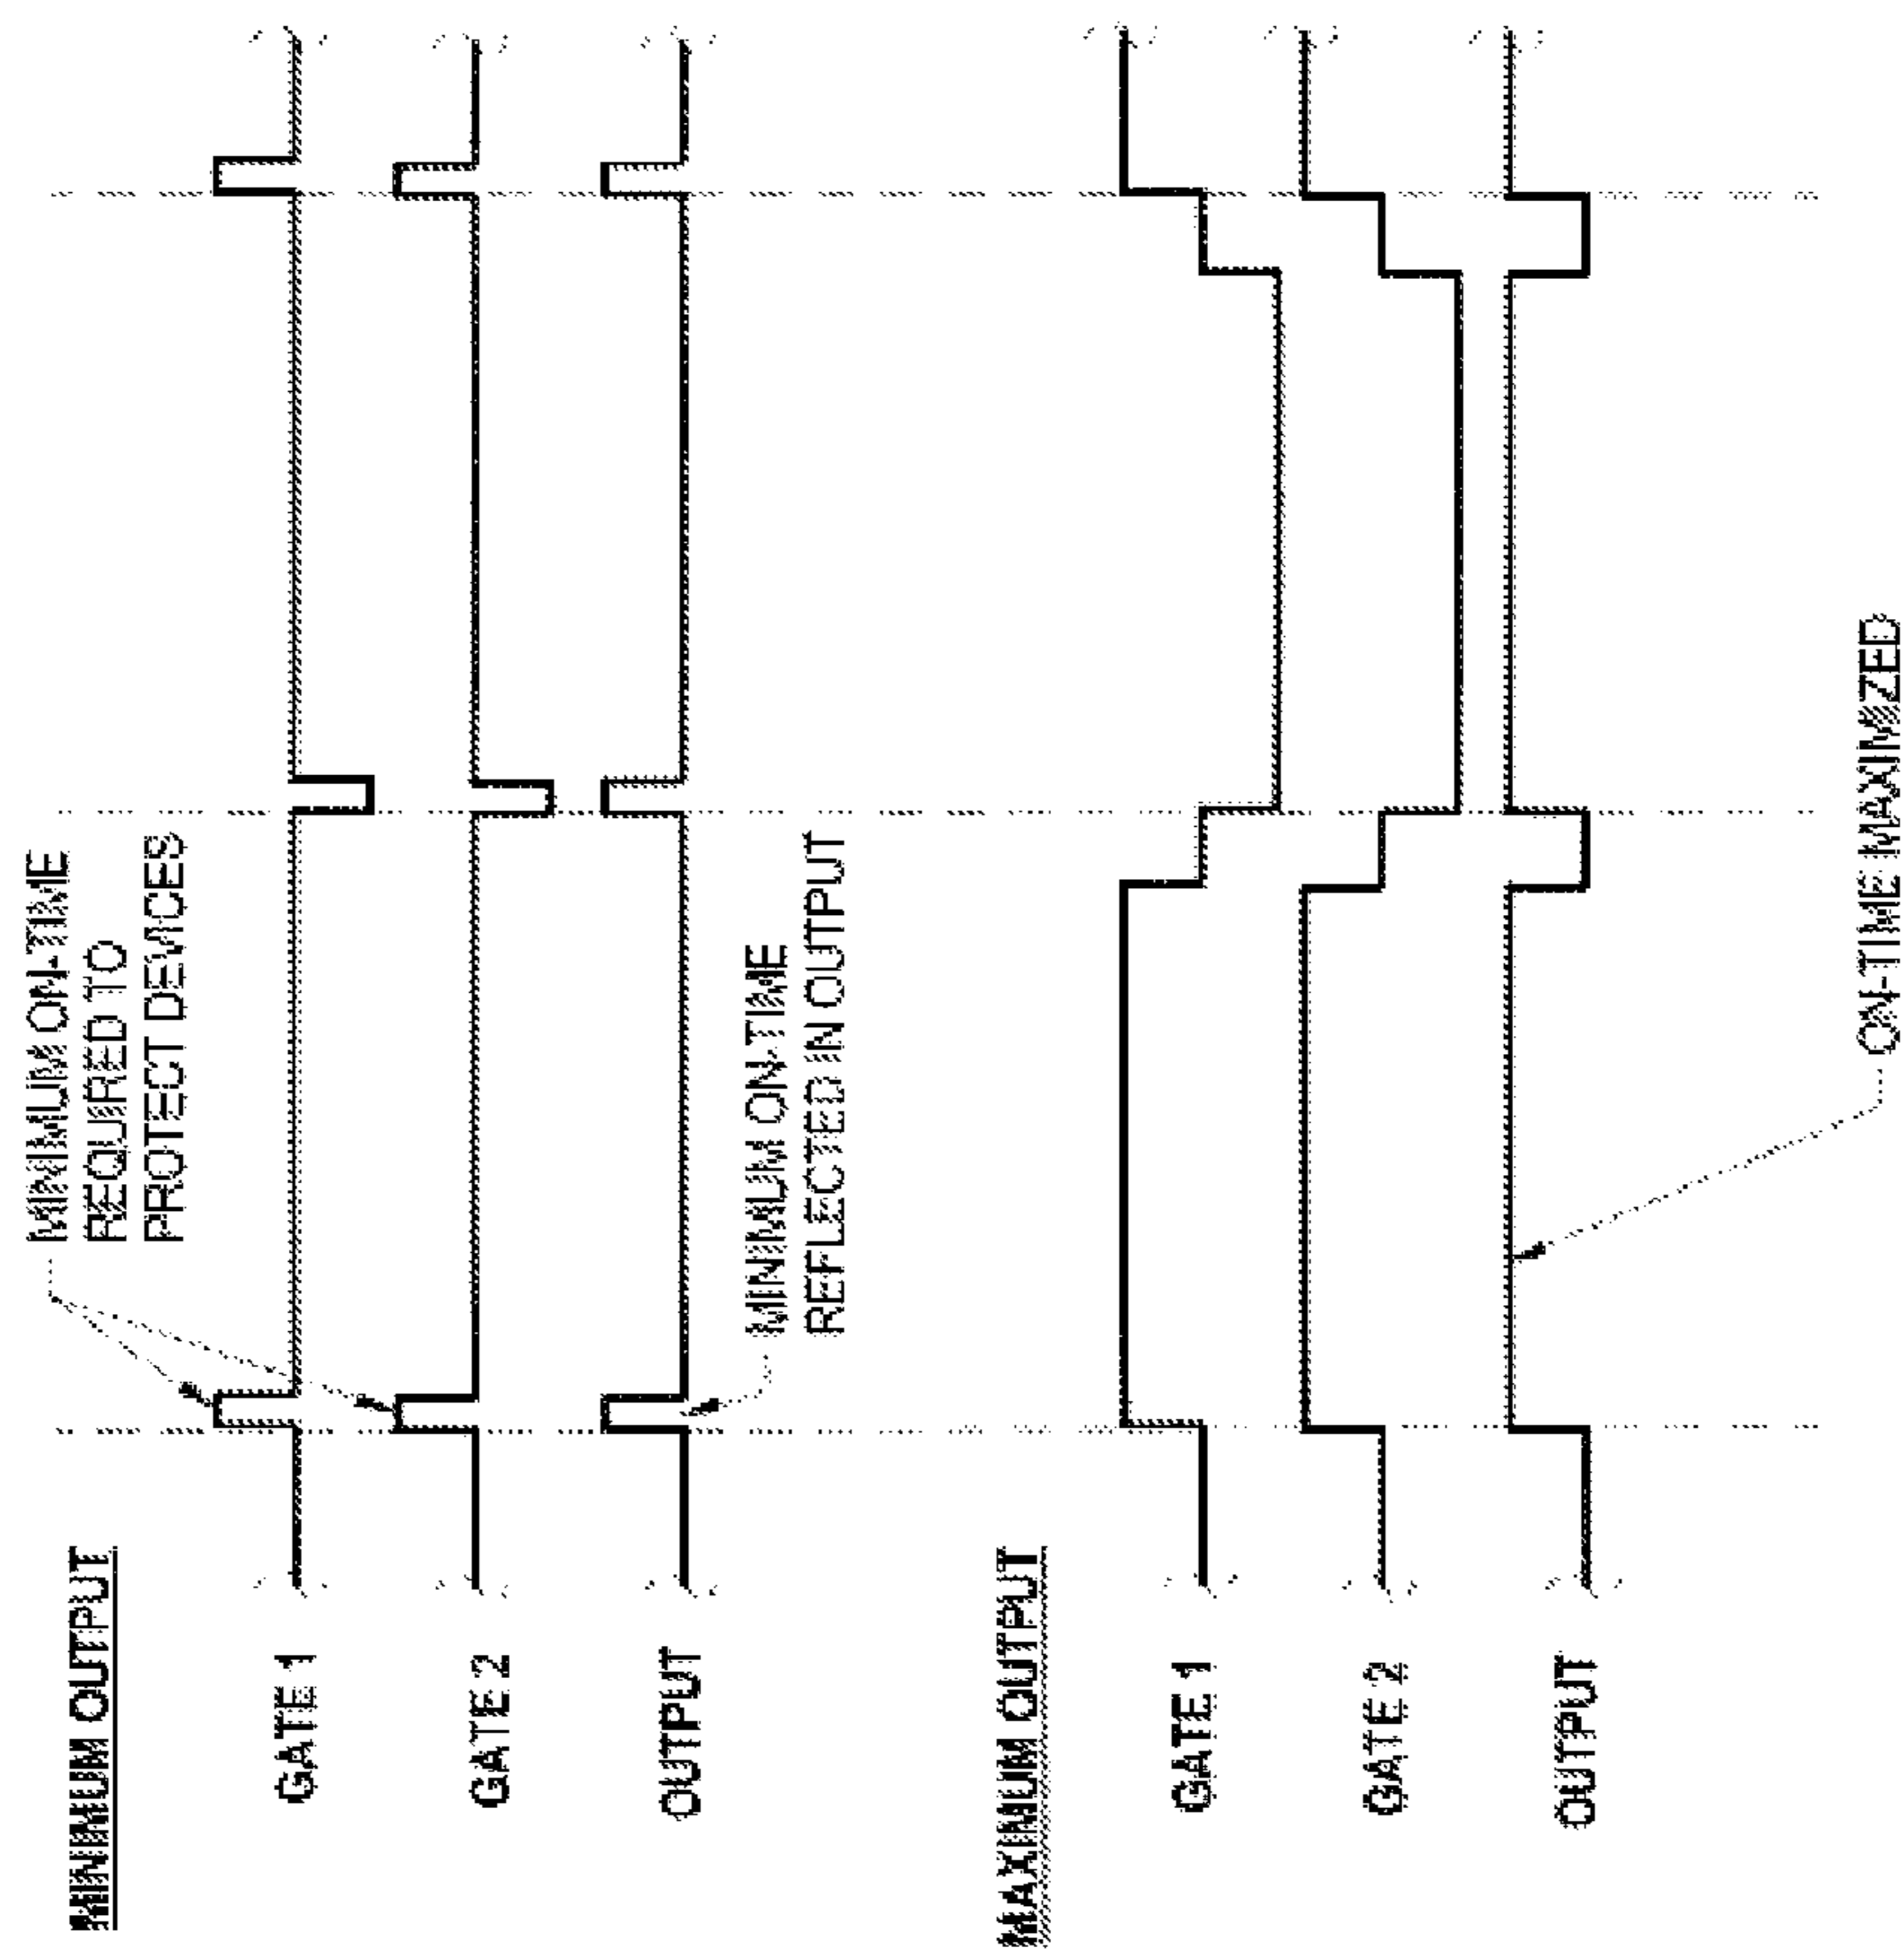 MINIMUM OUTPUT
MINIMUM ON-TIME
REQUIRED TO
PROTECT DEVICES
GATE 1
GATE 2
OUTPUT
MINIMUM ON-TIME
REFLECTED IN OUTPUT
MAXIMUM OUTPUT
GATE 1
GATE 2
OUTPUT
ON-TIME MAXIMIZED